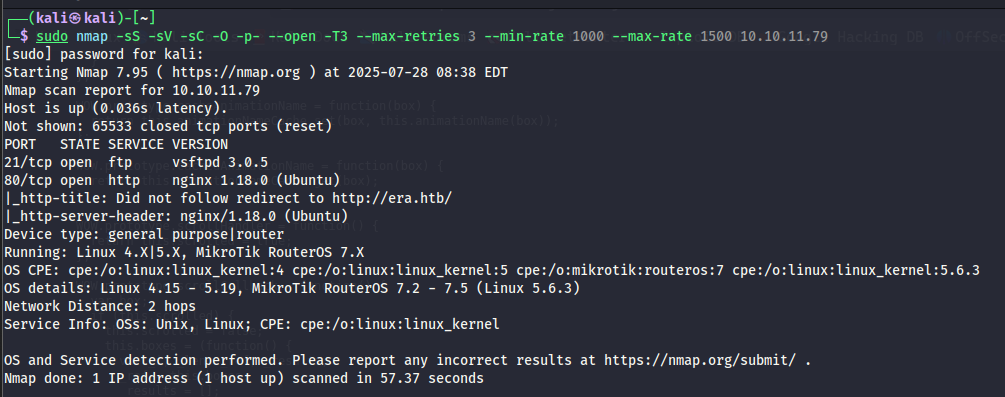 ┌──(kali㉿kali)-[~]
└─$ sudo nmap -sS -sV -sC -O -p- --open -T3 --max-retries 3 --min-rate 1000 --max-rate 1500 10.10.11.79 Hacking DB OffSec
[sudo] password for kali:
Starting Nmap 7.95 ( https://nmap.org ) at 2025-07-28 08:38 EDT
Nmap scan report for 10.10.11.79
Host is up (0.036s latency).
Not shown: 65533 closed tcp ports (reset)
PORT   STATE SERVICE VERSION
21/tcp open  ftp     vsftpd 3.0.5
80/tcp open  http    nginx 1.18.0 (Ubuntu)
|_http-title: Did not follow redirect to http://era.htb/
|_http-server-header: nginx/1.18.0 (Ubuntu)
Device type: general purpose|router
Running: Linux 4.X|5.X, MikroTik RouterOS 7.X
OS CPE: cpe:/o:linux:linux_kernel:4 cpe:/o:linux:linux_kernel:5 cpe:/o:mikrotik:routeros:7 cpe:/o:linux:linux_kernel:5.6.3
OS details: Linux 4.15 - 5.19, MikroTik RouterOS 7.2 - 7.5 (Linux 5.6.3)
Network Distance: 2 hops
Service Info: OSs: Unix, Linux; CPE: cpe:/o:linux:linux_kernel
OS and Service detection performed. Please report any incorrect results at https://nmap.org/submit/ .
Nmap done: 1 IP address (1 host up) scanned in 57.37 seconds